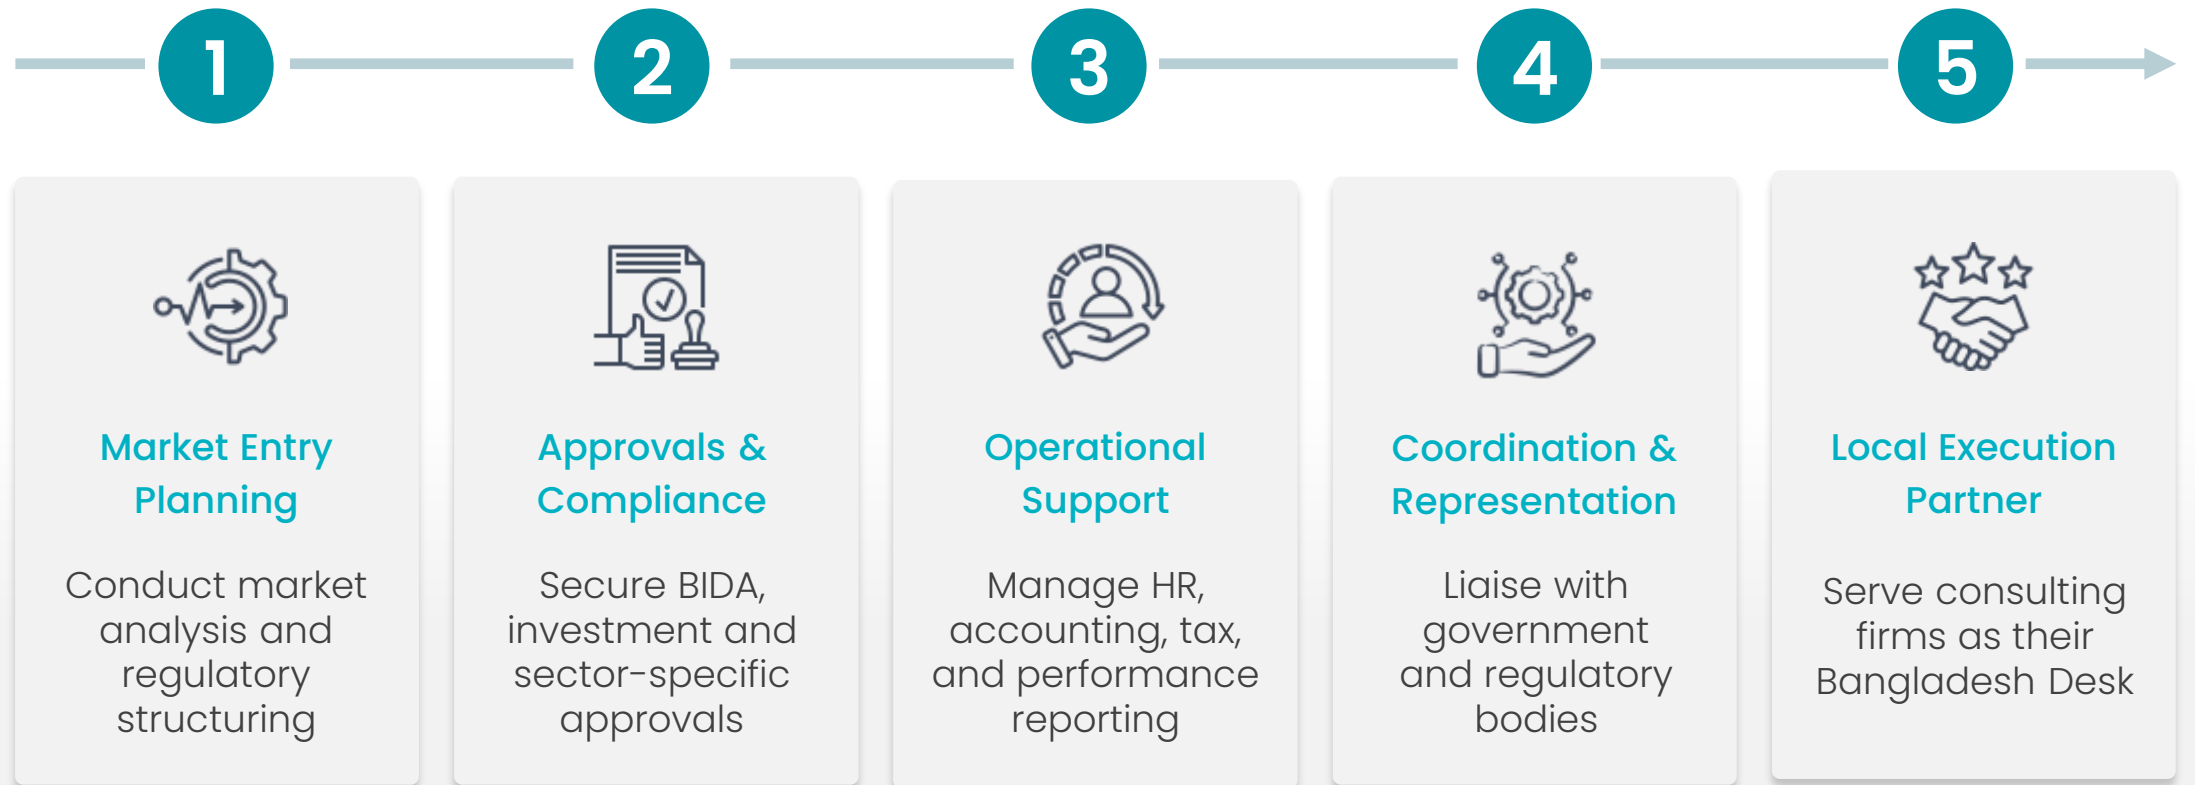 1
2
3
4
5
Market Entry
Planning
Conduct market
analysis and
regulatory
structuring
Approvals &
Compliance
Secure BIDA,
investment and
sector-specific
approvals
Operational
Support
Manage HR,
accounting, tax,
and performance
reporting
Coordination &
Representation
Liaise with
government
and regulatory
bodies
Local Execution
Partner
Serve consulting
firms as their
Bangladesh Desk